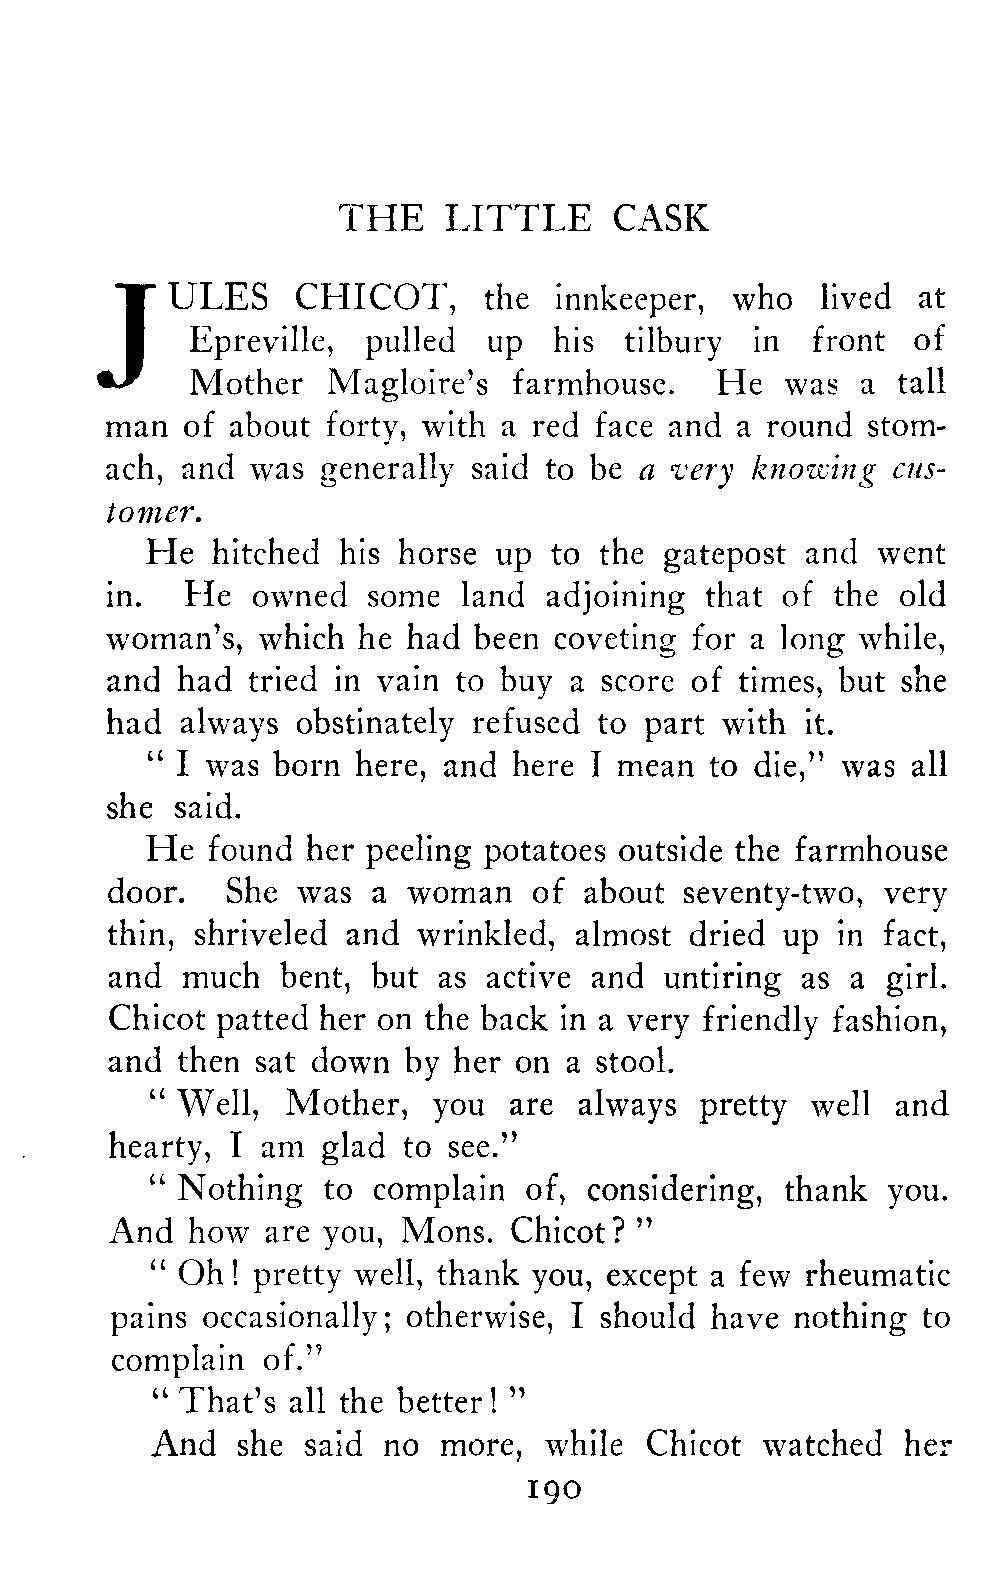 THE LITTLE CASK
JULES CHICOT, the innkeeper, who lived at
Epreville, pulled up his tilbury in front of
Mother Magloire's farmhouse. He was a tall
man of about forty, with a red face and a round stom-
ach, and was generally said to be a very knowing cus-
tomer.
He hitched his horse up to the gatepost and went
in. He owned some land adjoining that of the old
woman's, which he had been coveting for a long while,
and had tried in vain to buy a score of times, but she
had always obstinately refused to part with it.
" I was born here, and here I mean to die," was all
she said.
He found her peeling potatoes outside the farmhouse
door. She was a woman of about seventy-two, very
thin, shriveled and wrinkled, almost dried up in fact,
and much bent, but as active and untiring as a girl.
Chicot patted her on the back in a very friendly fashion,
and then sat down by her on a stool.
" Well, Mother, you are always pretty well and
hearty, I am glad to see."
" Nothing to complain of, considering, thank you.
And how are you, Mons. Chicot? "
" Oh! pretty well, thank you, except a few rheumatic
pains occasionally; otherwise, I should have nothing to
complain of."
" That's all the better! "
And she said no more, while Chicot watched her
190